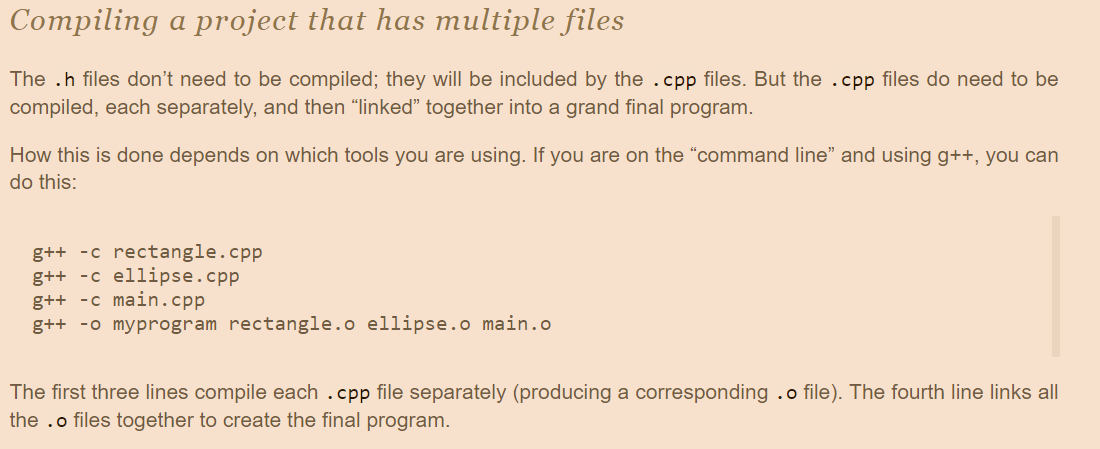 Compiling a project that has multiple files
The .h files don’t need to be compiled; they will be included by the .cpp files. But the .cpp files do need to be
compiled, each separately, and then “linked” together into a grand final program.
How this is done depends on which tools you are using. If you are on the “command line” and using g++, you can
do this:
g++ -c rectangle.cpp
g++ -c ellipse.cpp
g++ -c main.cpp
g++ -o myprogram rectangle.o ellipse.o main.o
The first three lines compile each .cpp file separately (producing a corresponding .o file). The fourth line links all
the .o files together to create the final program.